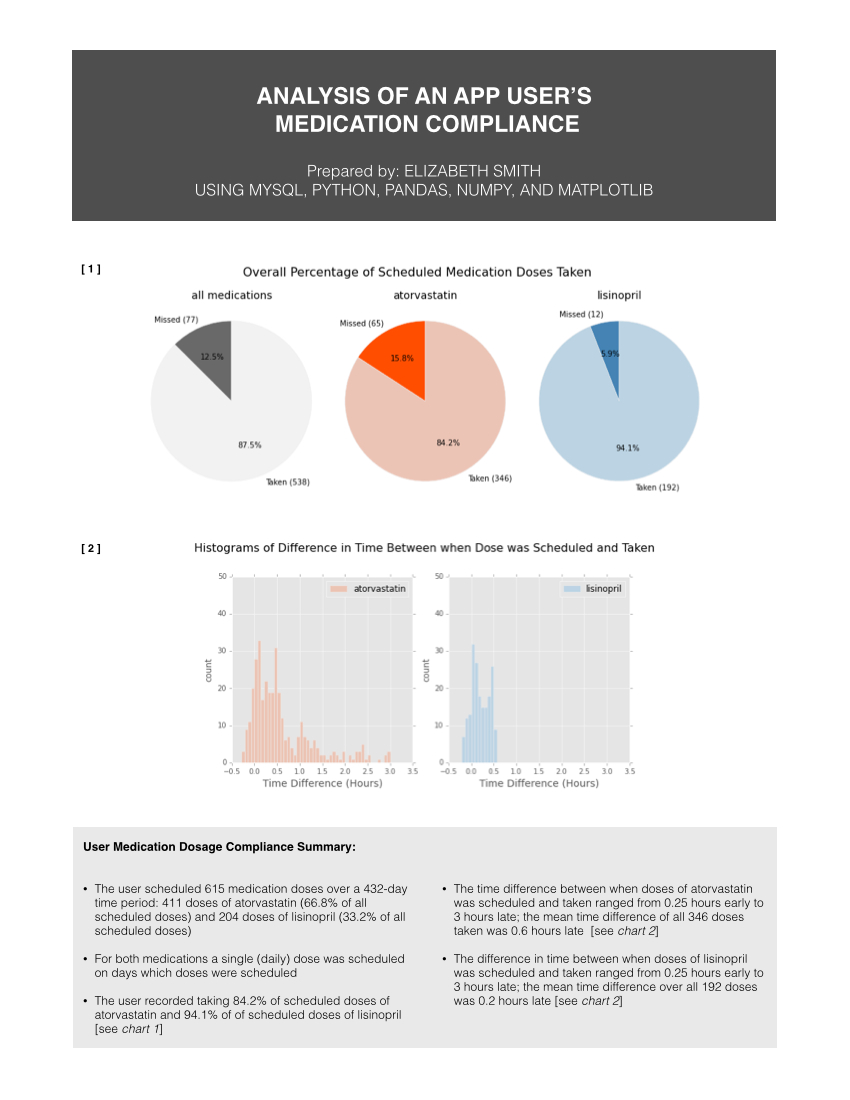 ANALYSIS OF AN APP USER'S
MEDICATION COMPLIANCE
Prepared by: ELIZABETH SMITH
USING MYSQL, PYTHON, PANDAS, NUMPY, AND MATPLOTLIB
[ 1 ]
Overall Percentage of Scheduled Medication Doses Taken
all medications
Missed (77)
12.5%
87.5%
Taken (538)
atorvastatin
Missed (65)
15.8%
84.2%
Taken (346)
lisinopril
Missed (12)
5.9%
94.1%
Taken (192)
[ 2 ]
Histograms of Difference in Time Between when Dose was Scheduled and Taken
50
40
30
20
10
0
count
atorvastatin
−0.5 0.0 0.5 1.0 1.5 2.0 2.5 3.0 3.5
Time Difference (Hours)
50
40
30
20
10
0
count
lisinopril
−0.5 0.0 0.5 1.0 1.5 2.0 2.5 3.0 3.5
Time Difference (Hours)
User Medication Dosage Compliance Summary:
• The user scheduled 615 medication doses over a 432-day
time period: 411 doses of atorvastatin (66.8% of all
scheduled doses) and 204 doses of lisinopril (33.2% of all
scheduled doses)
• For both medications a single (daily) dose was scheduled
on days which doses were scheduled
• The user recorded taking 84.2% of scheduled doses of
atorvastatin and 94.1% of of scheduled doses of lisinopril
[see chart 1]
• The time difference between when doses of atorvastatin
was scheduled and taken ranged from 0.25 hours early to
3 hours late; the mean time difference of all 346 doses
taken was 0.6 hours late [see chart 2]
• The difference in time between when doses of lisinopril
was scheduled and taken ranged from 0.25 hours early to
3 hours late; the mean time difference over all 192 doses
was 0.2 hours late [see chart 2]